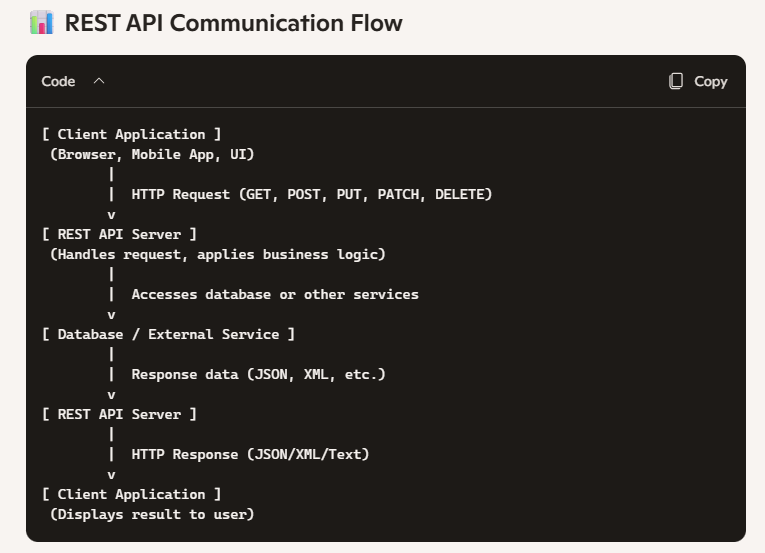 REST API Communication Flow
Code
Copy
[ Client Application ]
(Browser, Mobile App, UI)
|
| HTTP Request (GET, POST, PUT, PATCH, DELETE)
v
[ REST API Server ]
(Handles request, applies business logic)
|
| Accesses database or other services
v
[ Database / External Service ]
|
| Response data (JSON, XML, etc.)
v
[ REST API Server ]
|
| HTTP Response (JSON/XML/Text)
v
[ Client Application ]
(Displays result to user)